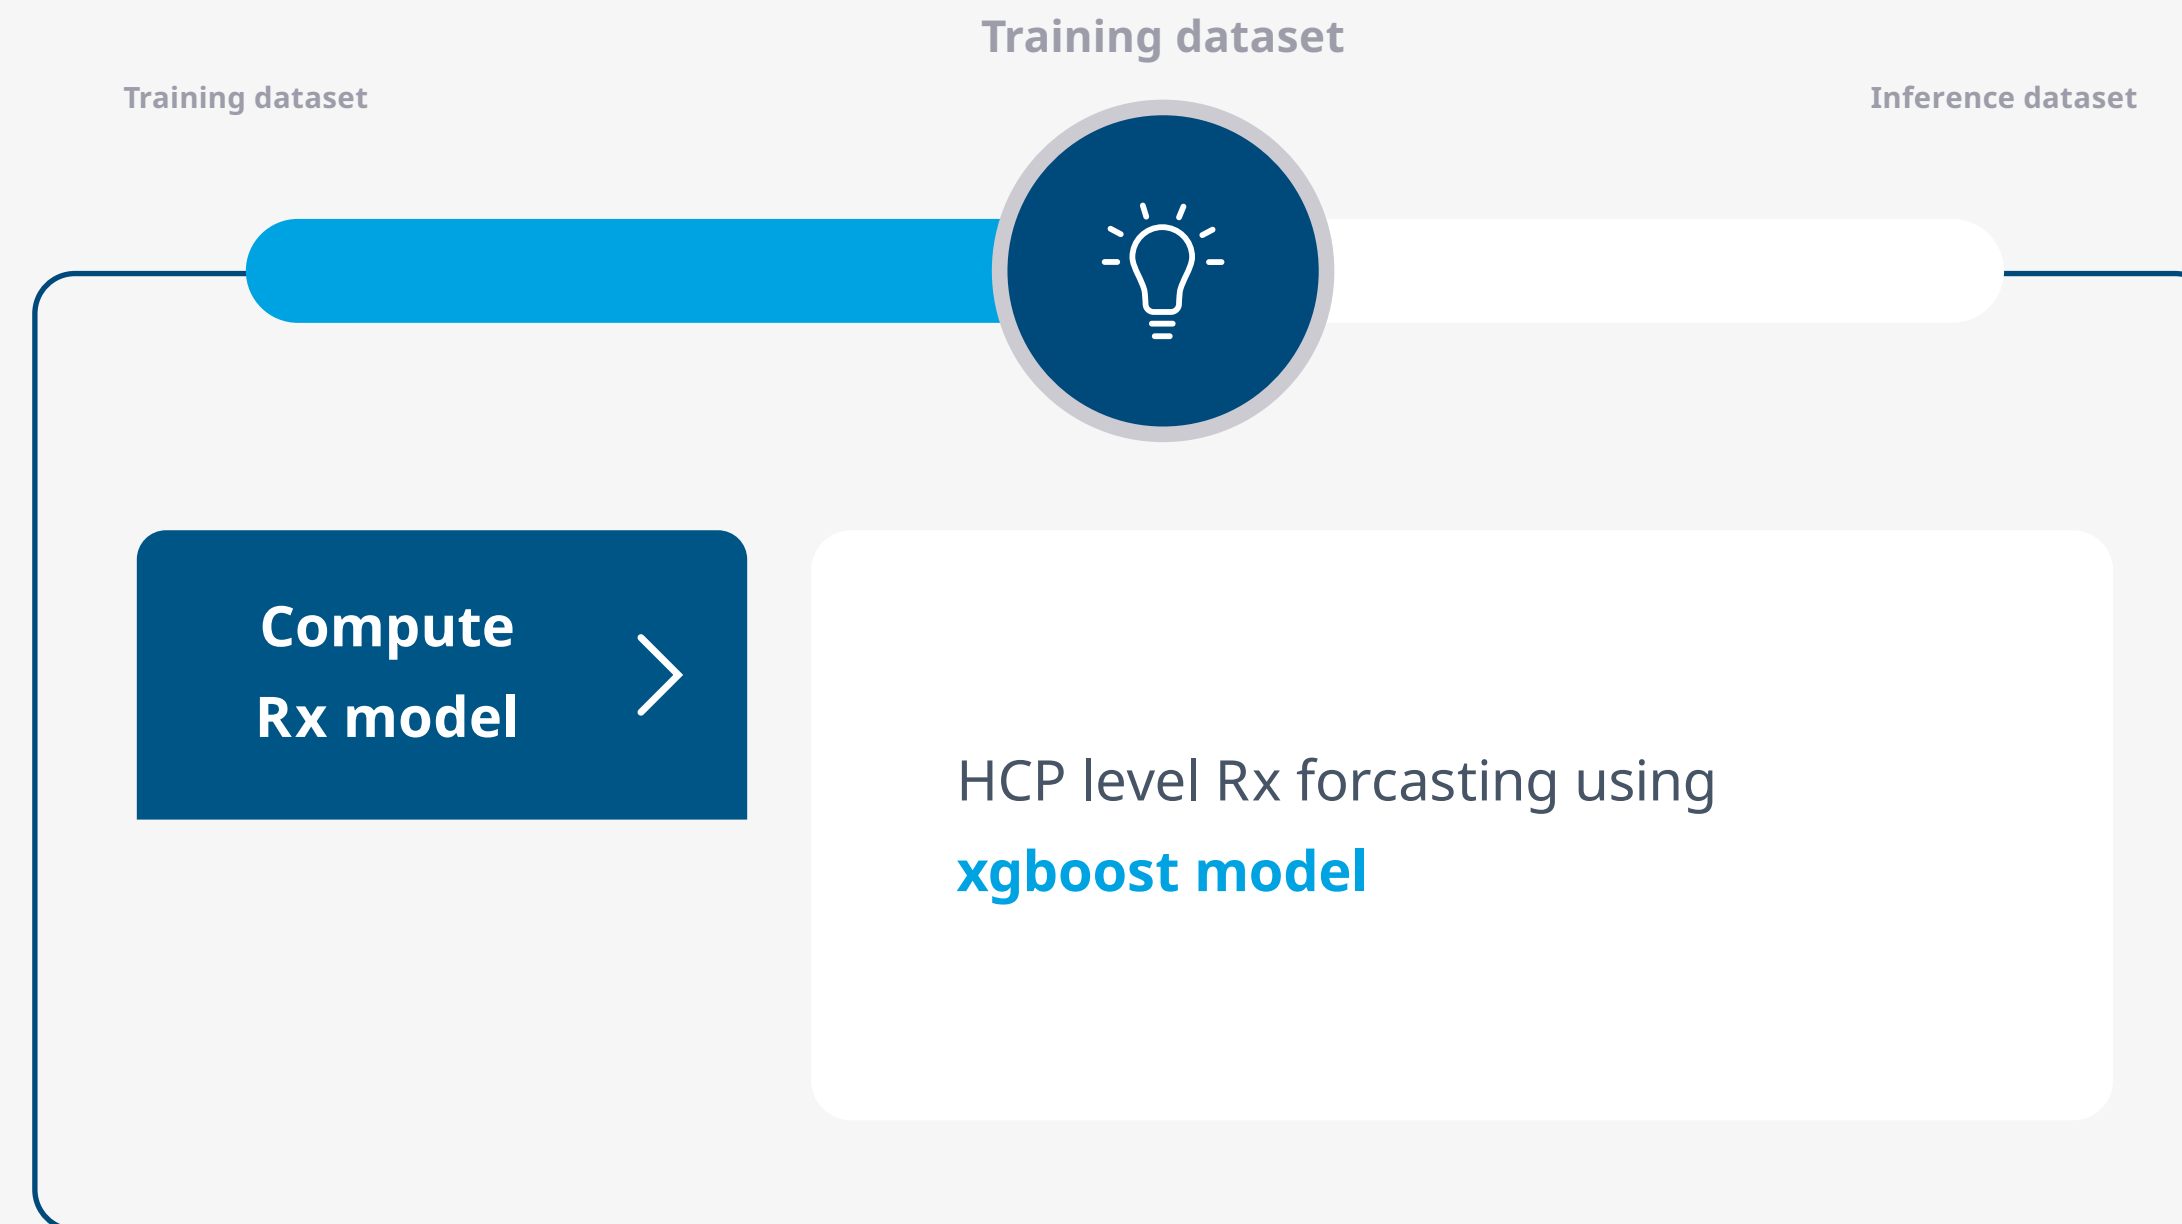 Training dataset
Training dataset
Inference dataset
Compute
Rx model
HCP level Rx forcasting using
xgboost model